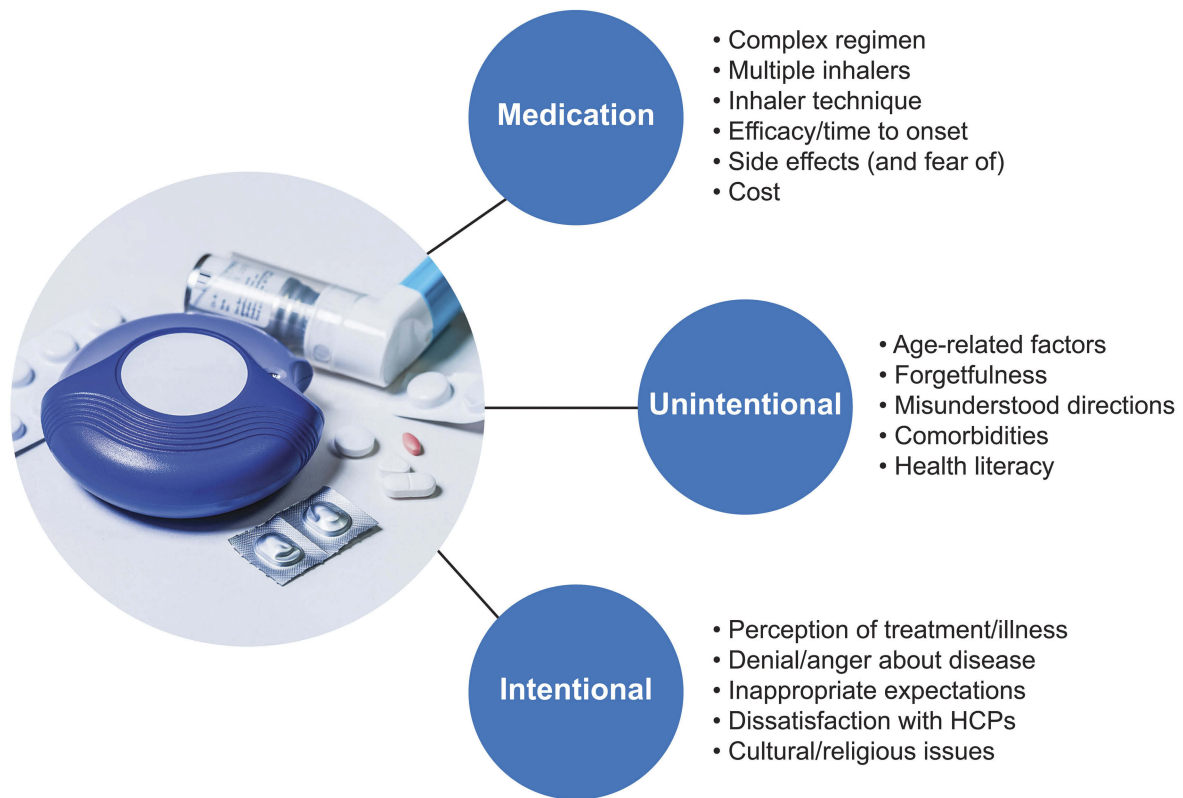 Medication
• Complex regimen
• Multiple inhalers
• Inhaler technique
• Efficacy/time to onset
• Side effects (and fear of)
• Cost
Unintentional
• Age-related factors
• Forgetfulness
• Misunderstood directions
• Comorbidities
• Health literacy
Intentional
• Perception of treatment/illness
• Denial/anger about disease
• Inappropriate expectations
• Dissatisfaction with HCPs
• Cultural/religious issues